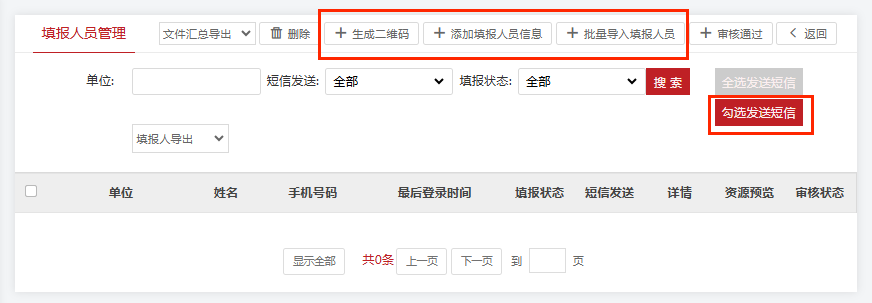 填报人员管理 文件汇总导出 删除 生成二维码 添加填报人员信息 批量导入填报人员 审核通过 返回
单位: 短信发送: 全部 填报状态: 全部 搜 索 全选发送短信
勾选发送短信
填报人导出
单位 姓名 手机号码 最后登录时间 填报状态 短信发送 详情 资源预览 审核状态
显示全部 共0条 上一页 下一页 到 页